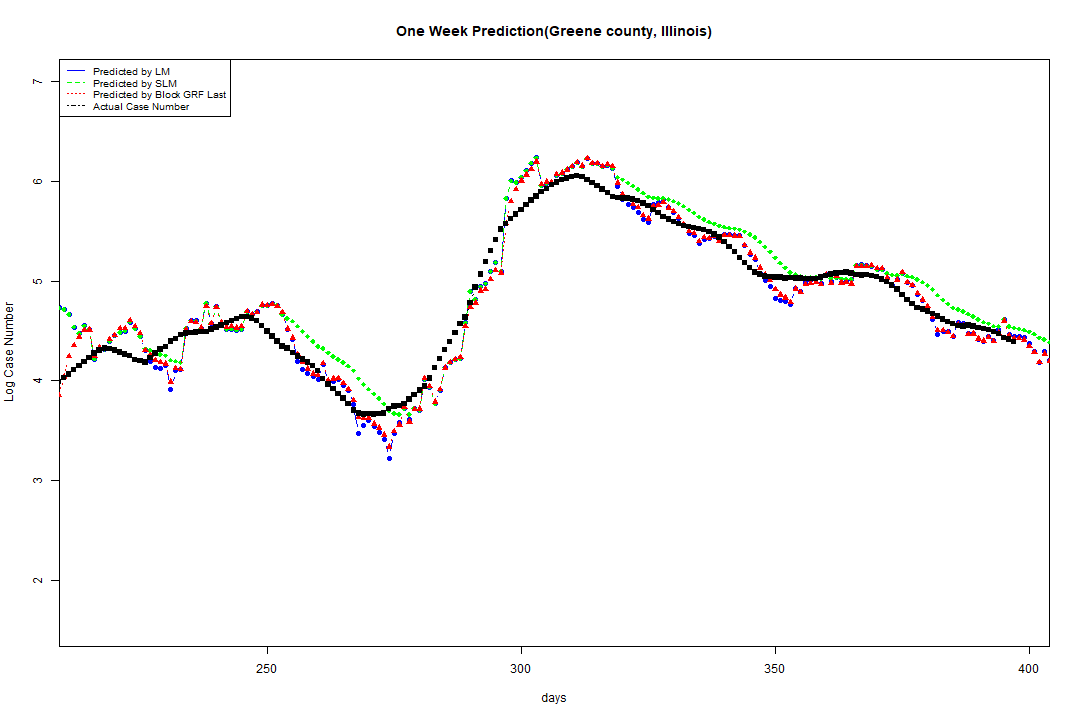 One Week Prediction(Greene county, Illinois)
Predicted by LM
Predicted by SLM
Predicted by Block GRF Last
Actual Case Number
7
6
5
4
3
2
Log Case Number
250 300 350 400
days